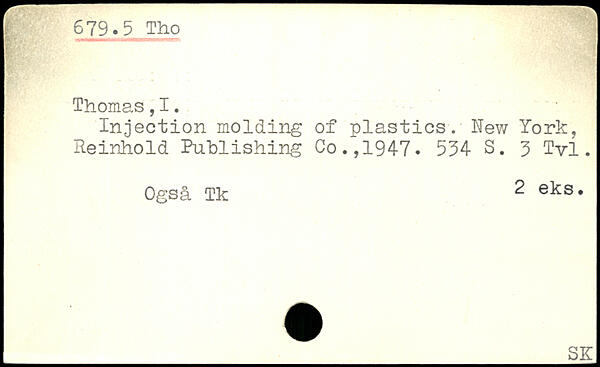 679.5 Tho
Thomas,I.
Injection molding of plastics. New York,
Reinhold Publishing Co.,1947. 534 S. 3 Tvl.
Også Tk
2 eks.
SK